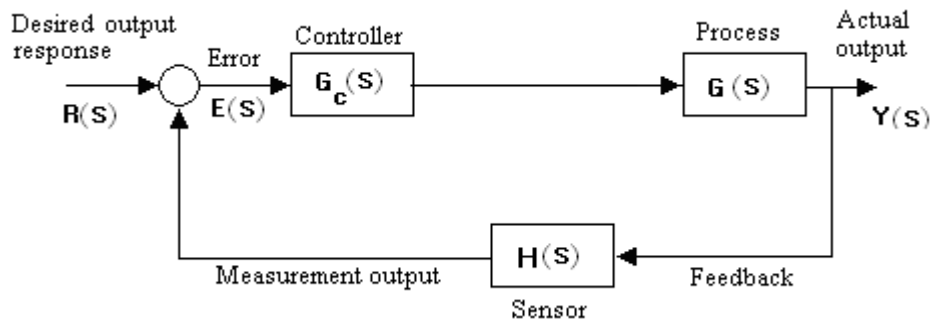 Desired output
response
Controller
Process
Actual
output
Error
G_c(S)
G(S)
R(S)
E(S)
Y(S)
H(S)
Measurement output
Feedback
Sensor